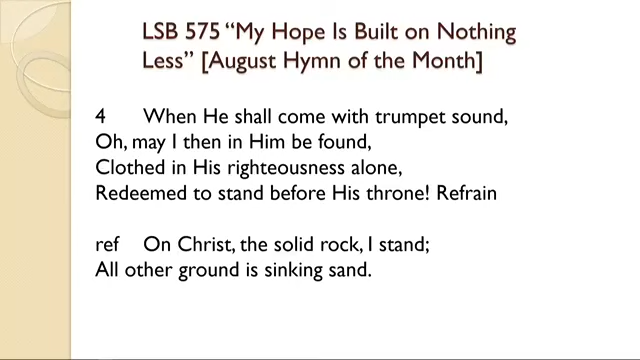 LSB 575 “My Hope Is Built on Nothing
Less” [August Hymn of the Month]
4 When He shall come with trumpet sound,
Oh, may I then in Him be found,
Clothed in His righteousness alone,
Redeemed to stand before His throne! Refrain
ref On Christ, the solid rock, I stand;
All other ground is sinking sand.